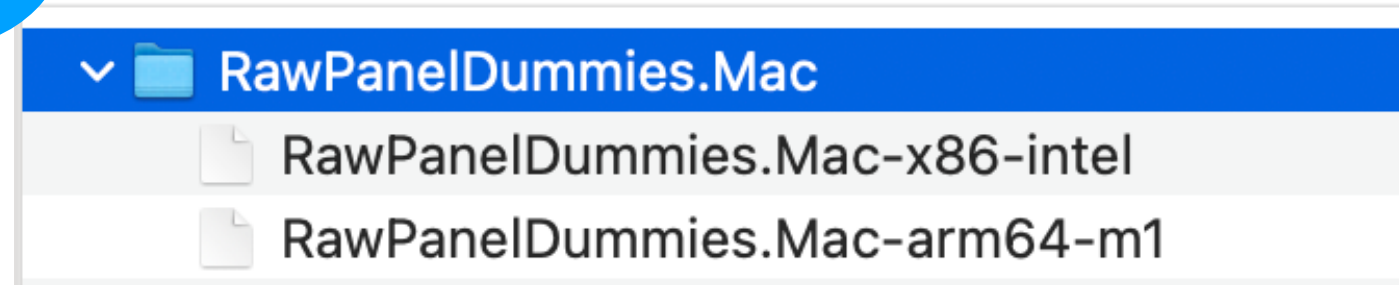 RawPanelDummies.Mac
RawPanelDummies.Mac-x86-intel
RawPanelDummies.Mac-arm64-m1